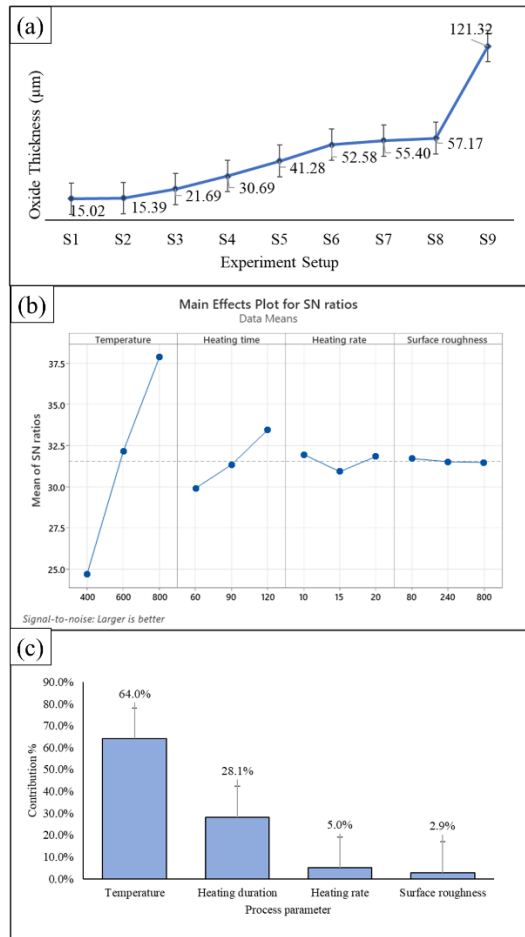 (a)
Oxide Thickness (μm)
15.02
15.39
21.69
30.69
41.28
52.58
55.40
57.17
121.32
S1 S2 S3 S4 S5 S6 S7 S8 S9
Experiment Setup
(b)
Main Effects Plot for SN ratios
Data Means
Temperature Heating time Heating rate Surface roughness
Mean of SN ratios
37.5
35.0
32.5
30.0
27.5
25.0
400 600 800 60 90 120 10 15 20 80 240 800
Signal-to-noise: Larger is better
(c)
Contribution %
90.0%
80.0%
70.0%
60.0%
50.0%
40.0%
30.0%
20.0%
10.0%
0.0%
64.0%
28.1%
5.0%
2.9%
Temperature Heating duration Heating rate Surface roughness
Process parameter